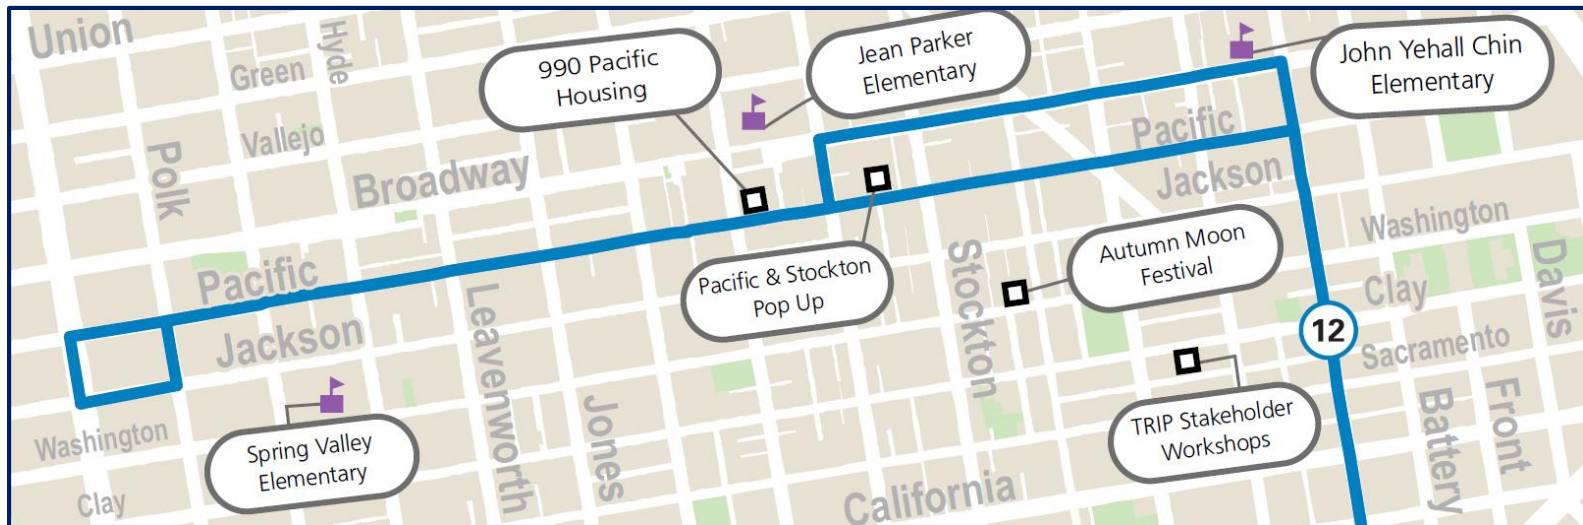 Union
Hyde
Green
Vallejo
Polk
Broadway
990 Pacific
Housing
Jean Parker
Elementary
John Yehall Chin
Elementary
Pacific
Jackson
Washington
Pacific
Jackson
Leavenworth
Pacific & Stockton
Pop Up
Stockton
Autumn Moon
Festival
Clay
Davis
12
Sacramento
Washington
Clay
Spring Valley
Elementary
Jones
California
TRIP Stakeholder
Workshops
Battery
Front